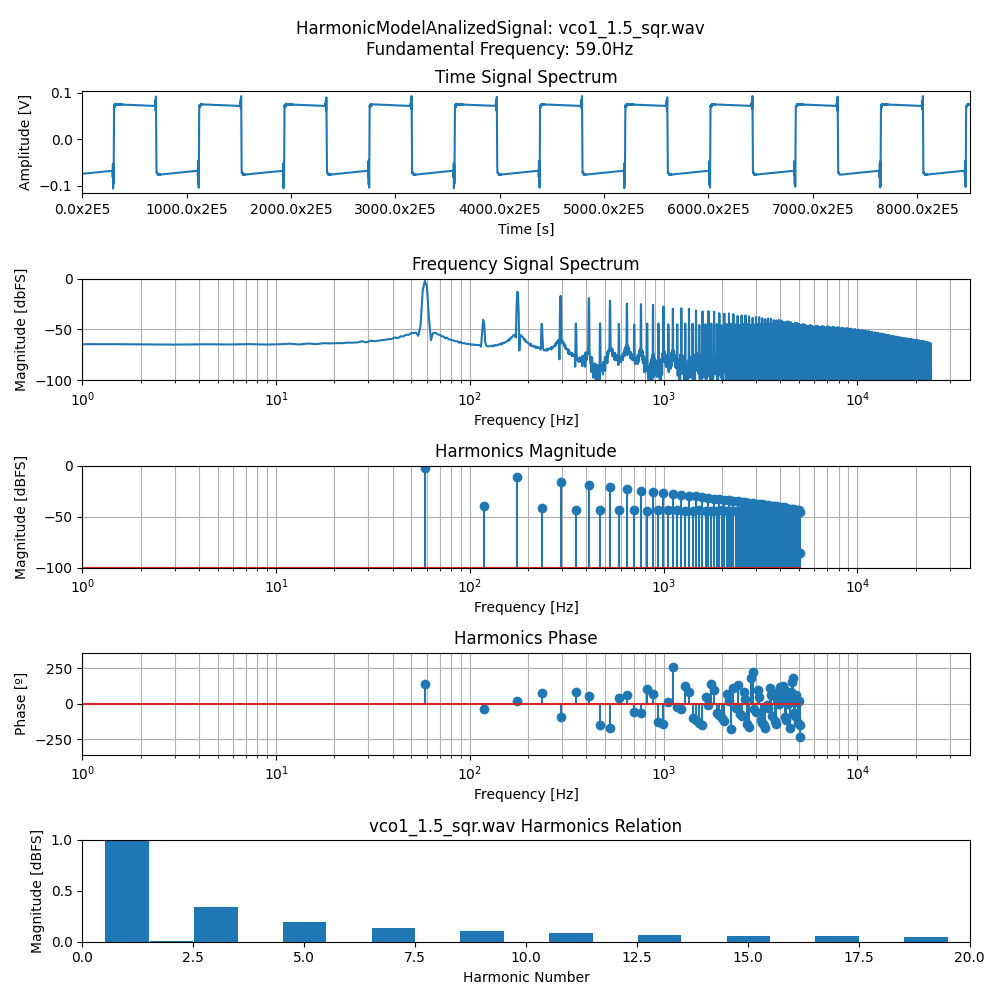 HarmonicModelAnalizedSignal: vco1_1.5_sqr.wav
Fundamental Frequency: 59.0Hz
Time Signal Spectrum
Amplitude [V]
0.1
0.0
−0.1
0.0x2E5 1000.0x2E5 2000.0x2E5 3000.0x2E5 4000.0x2E5 5000.0x2E5 6000.0x2E5 7000.0x2E5 8000.0x2E5
Time [s]
Frequency Signal Spectrum
Magnitude [dbFS]
0
−50
−100
10^0 10^1 10^2 10^3 10^4
Frequency [Hz]
Harmonics Magnitude
Magnitude [dBFS]
0
−50
−100
10^0 10^1 10^2 10^3 10^4
Frequency [Hz]
Harmonics Phase
Phase [º]
250
0
−250
10^0 10^1 10^2 10^3 10^4
Frequency [Hz]
vco1_1.5_sqr.wav Harmonics Relation
Magnitude [dBFS]
1.0
0.5
0.0
0.0 2.5 5.0 7.5 10.0 12.5 15.0 17.5 20.0
Harmonic Number